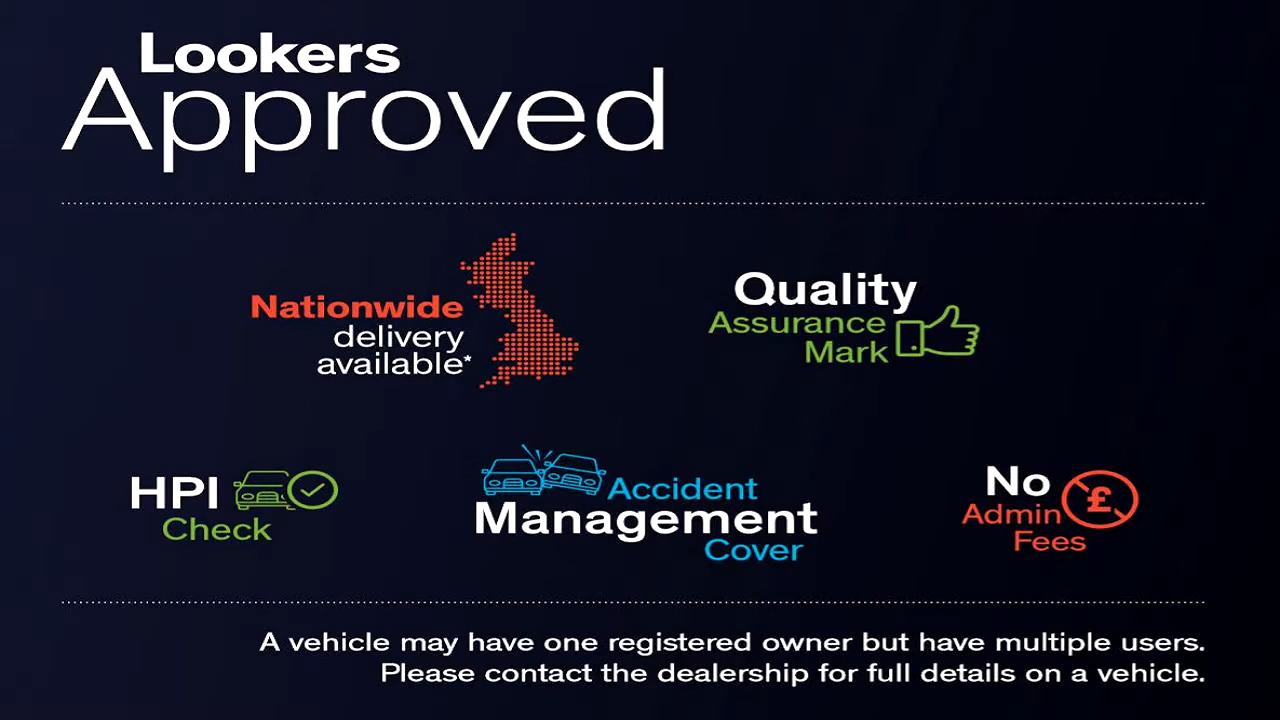 Lookers
Approved
Nationwide
delivery
available*
Quality
Assurance
Mark
HPI
Check
Accident
Management
Cover
No
Admin
Fees
£
A vehicle may have one registered owner but have multiple users.
Please contact the dealership for full details on a vehicle.